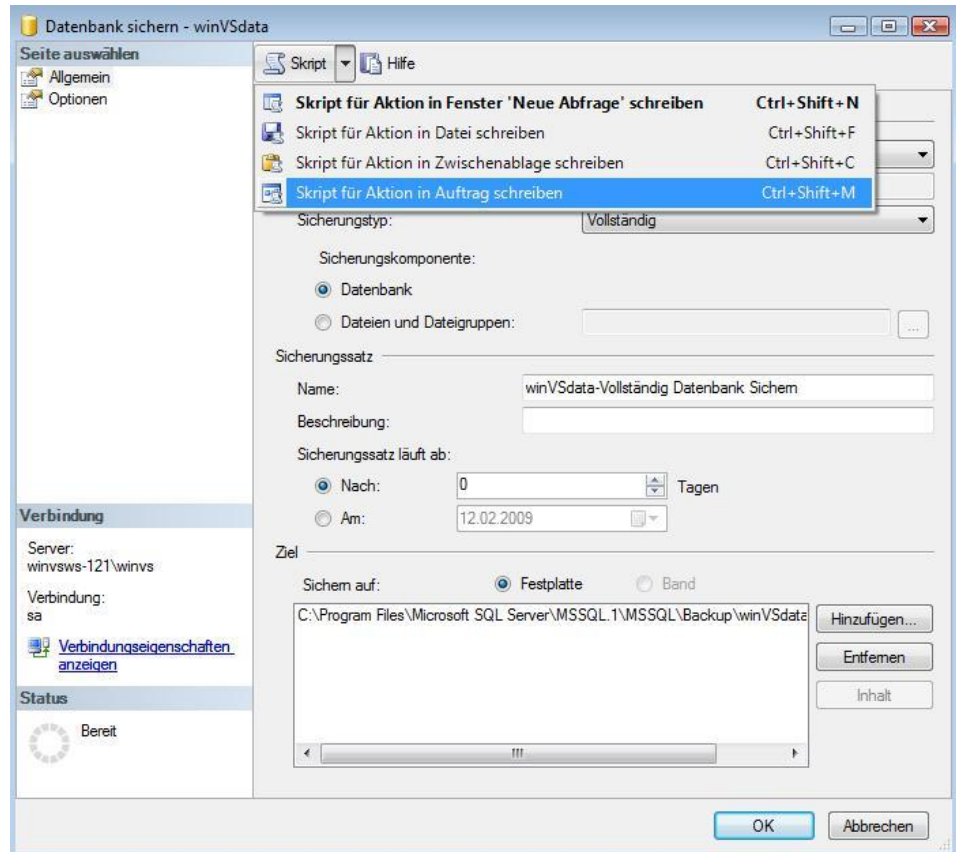 Datenbank sichern - winVSdata
Seite auswählen
Allgemein
Optionen
Skript
Hilfe
Skript für Aktion in Fenster 'Neue Abfrage' schreiben Ctrl+Shift+N
Skript für Aktion in Datei schreiben Ctrl+Shift+F
Skript für Aktion in Zwischenablage schreiben Ctrl+Shift+C
Skript für Aktion in Auftrag schreiben Ctrl+Shift+M
Sicherungstyp: Vollständig
Sicherungskomponente:
Datenbank
Dateien und Dateigruppen:
...
Sicherungssatz
Name: winVSdata-Vollständig Datenbank Sichern
Beschreibung:
Sicherungssatz läuft ab:
Nach: 0 Tagen
Am: 12.02.2009
Ziel
Sichern auf: Festplatte Band
C:\Program Files\Microsoft SQL Server\MSSQL.1\MSSQL\Backup\winVSdata
Hinzufügen...
Entfernen
Inhalt
Verbindung
Server:
winvsws-121\winvs
Verbindung:
sa
Verbindungseigenschaften
anzeigen
Status
Bereit
OK Abbrechen